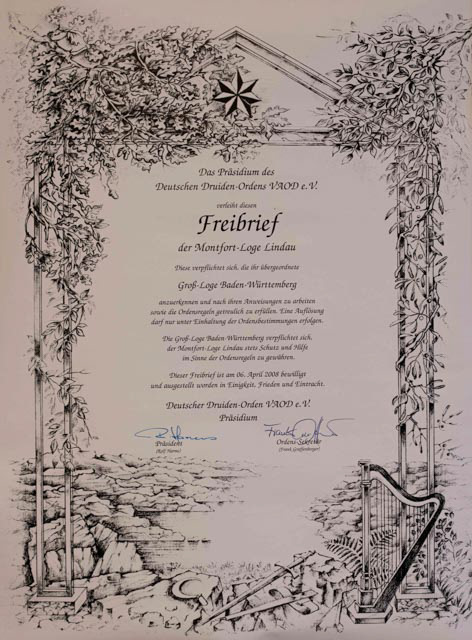 Das Präsidium des
Deutschen Druiden-Ordens VAOD e.V.
verleiht diesen
Freibrief
der Montfort-Loge Lindau
Diese verpflichtet sich, die ihr übergeordnete
Groß-Loge Baden-Württemberg
anzuerkennen und nach ihren Anweisungen zu arbeiten
sowie die Ordensregeln getreulich zu erfüllen. Eine Auflösung
darf nur unter Einhaltung der Ordensbestimmungen erfolgen.
Die Groß-Loge Baden-Württemberg verpflichtet sich,
der Montfort-Loge Lindau stets Schutz und Hilfe
im Sinne der Ordensregeln zu gewähren.
Dieser Freibrief ist am 06. April 2008 bewilligt
und ausgestellt worden in Einigkeit, Frieden und Eintracht.
Deutscher Druiden-Orden VAOD e.V.
Präsidium
Präsident
(Rolf Harms)
Ordens-Sekretär
(Frank Greiffenberger)